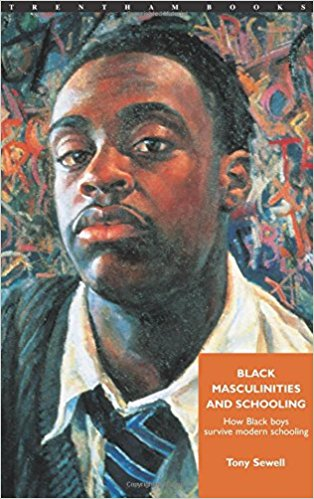 TRENTHAM BOOKS
BLACK
MASCULINITIES
AND SCHOOLING
How Black boys
survive modern schooling
Tony Sewell